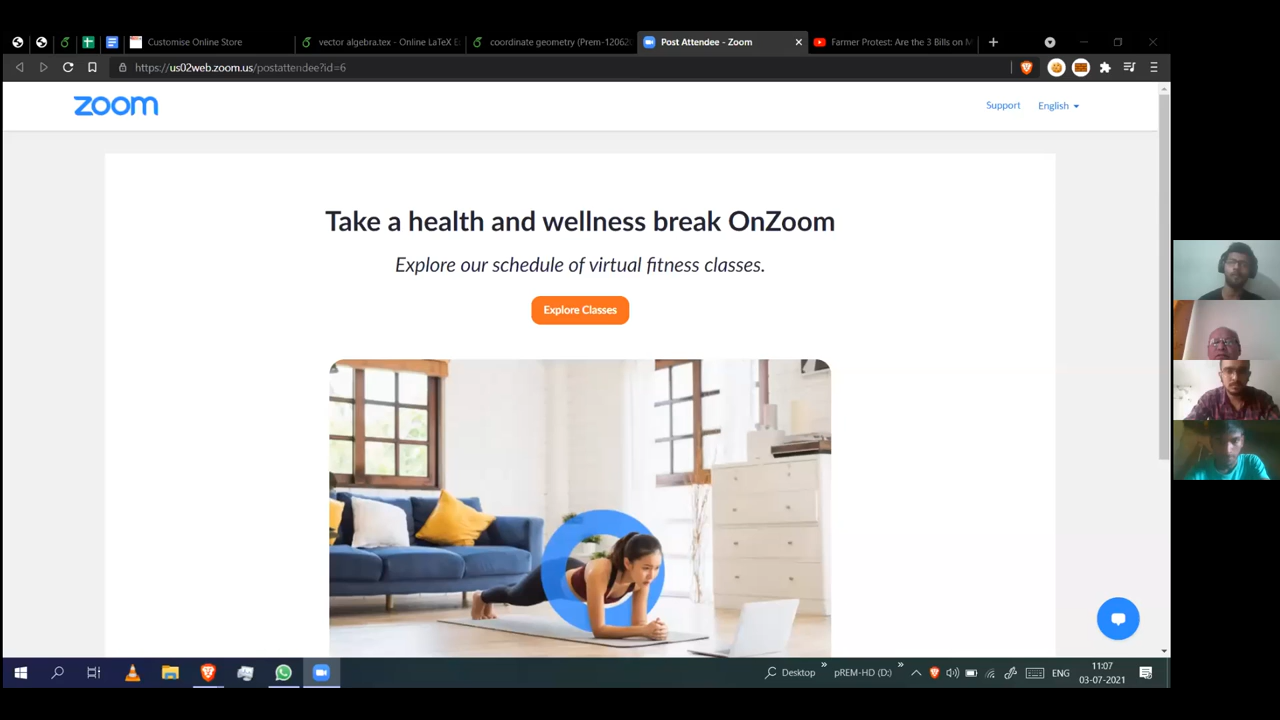 Customise Online Store
vector algebra.tex - Online LaTeX E
coordinate geometry (Prem-12062
Post Attendee - Zoom
Farmer Protest: Are the 3 Bills on M
https://us02web.zoom.us/postattendee?id=6
zoom
Support
English
Take a health and wellness break OnZoom
Explore our schedule of virtual fitness classes.
Explore Classes
Desktop
pREM-HD (D:)
ENG
11:07
03-07-2021